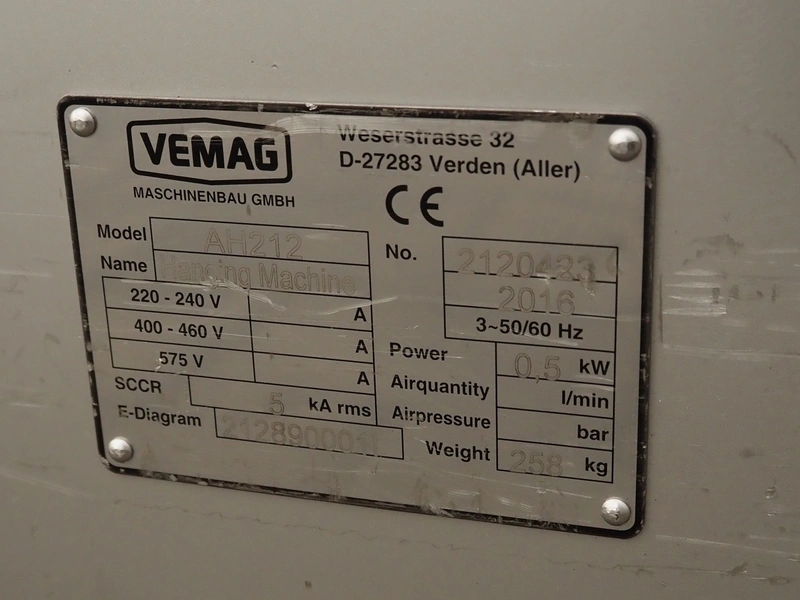 VEMAG
MASCHINENBAU GMBH
Weserstrasse 32
D-27283 Verden (Aller)
CE
Model AH212
Name Hanging Machine
220 - 240 V A
400 - 460 V A
575 V A
SCCR 5 kA rms
E-Diagram
No.
2016
3~50/60 Hz
Power 0,5 kW
Airquantity l/min
Airpressure bar
Weight 258 kg